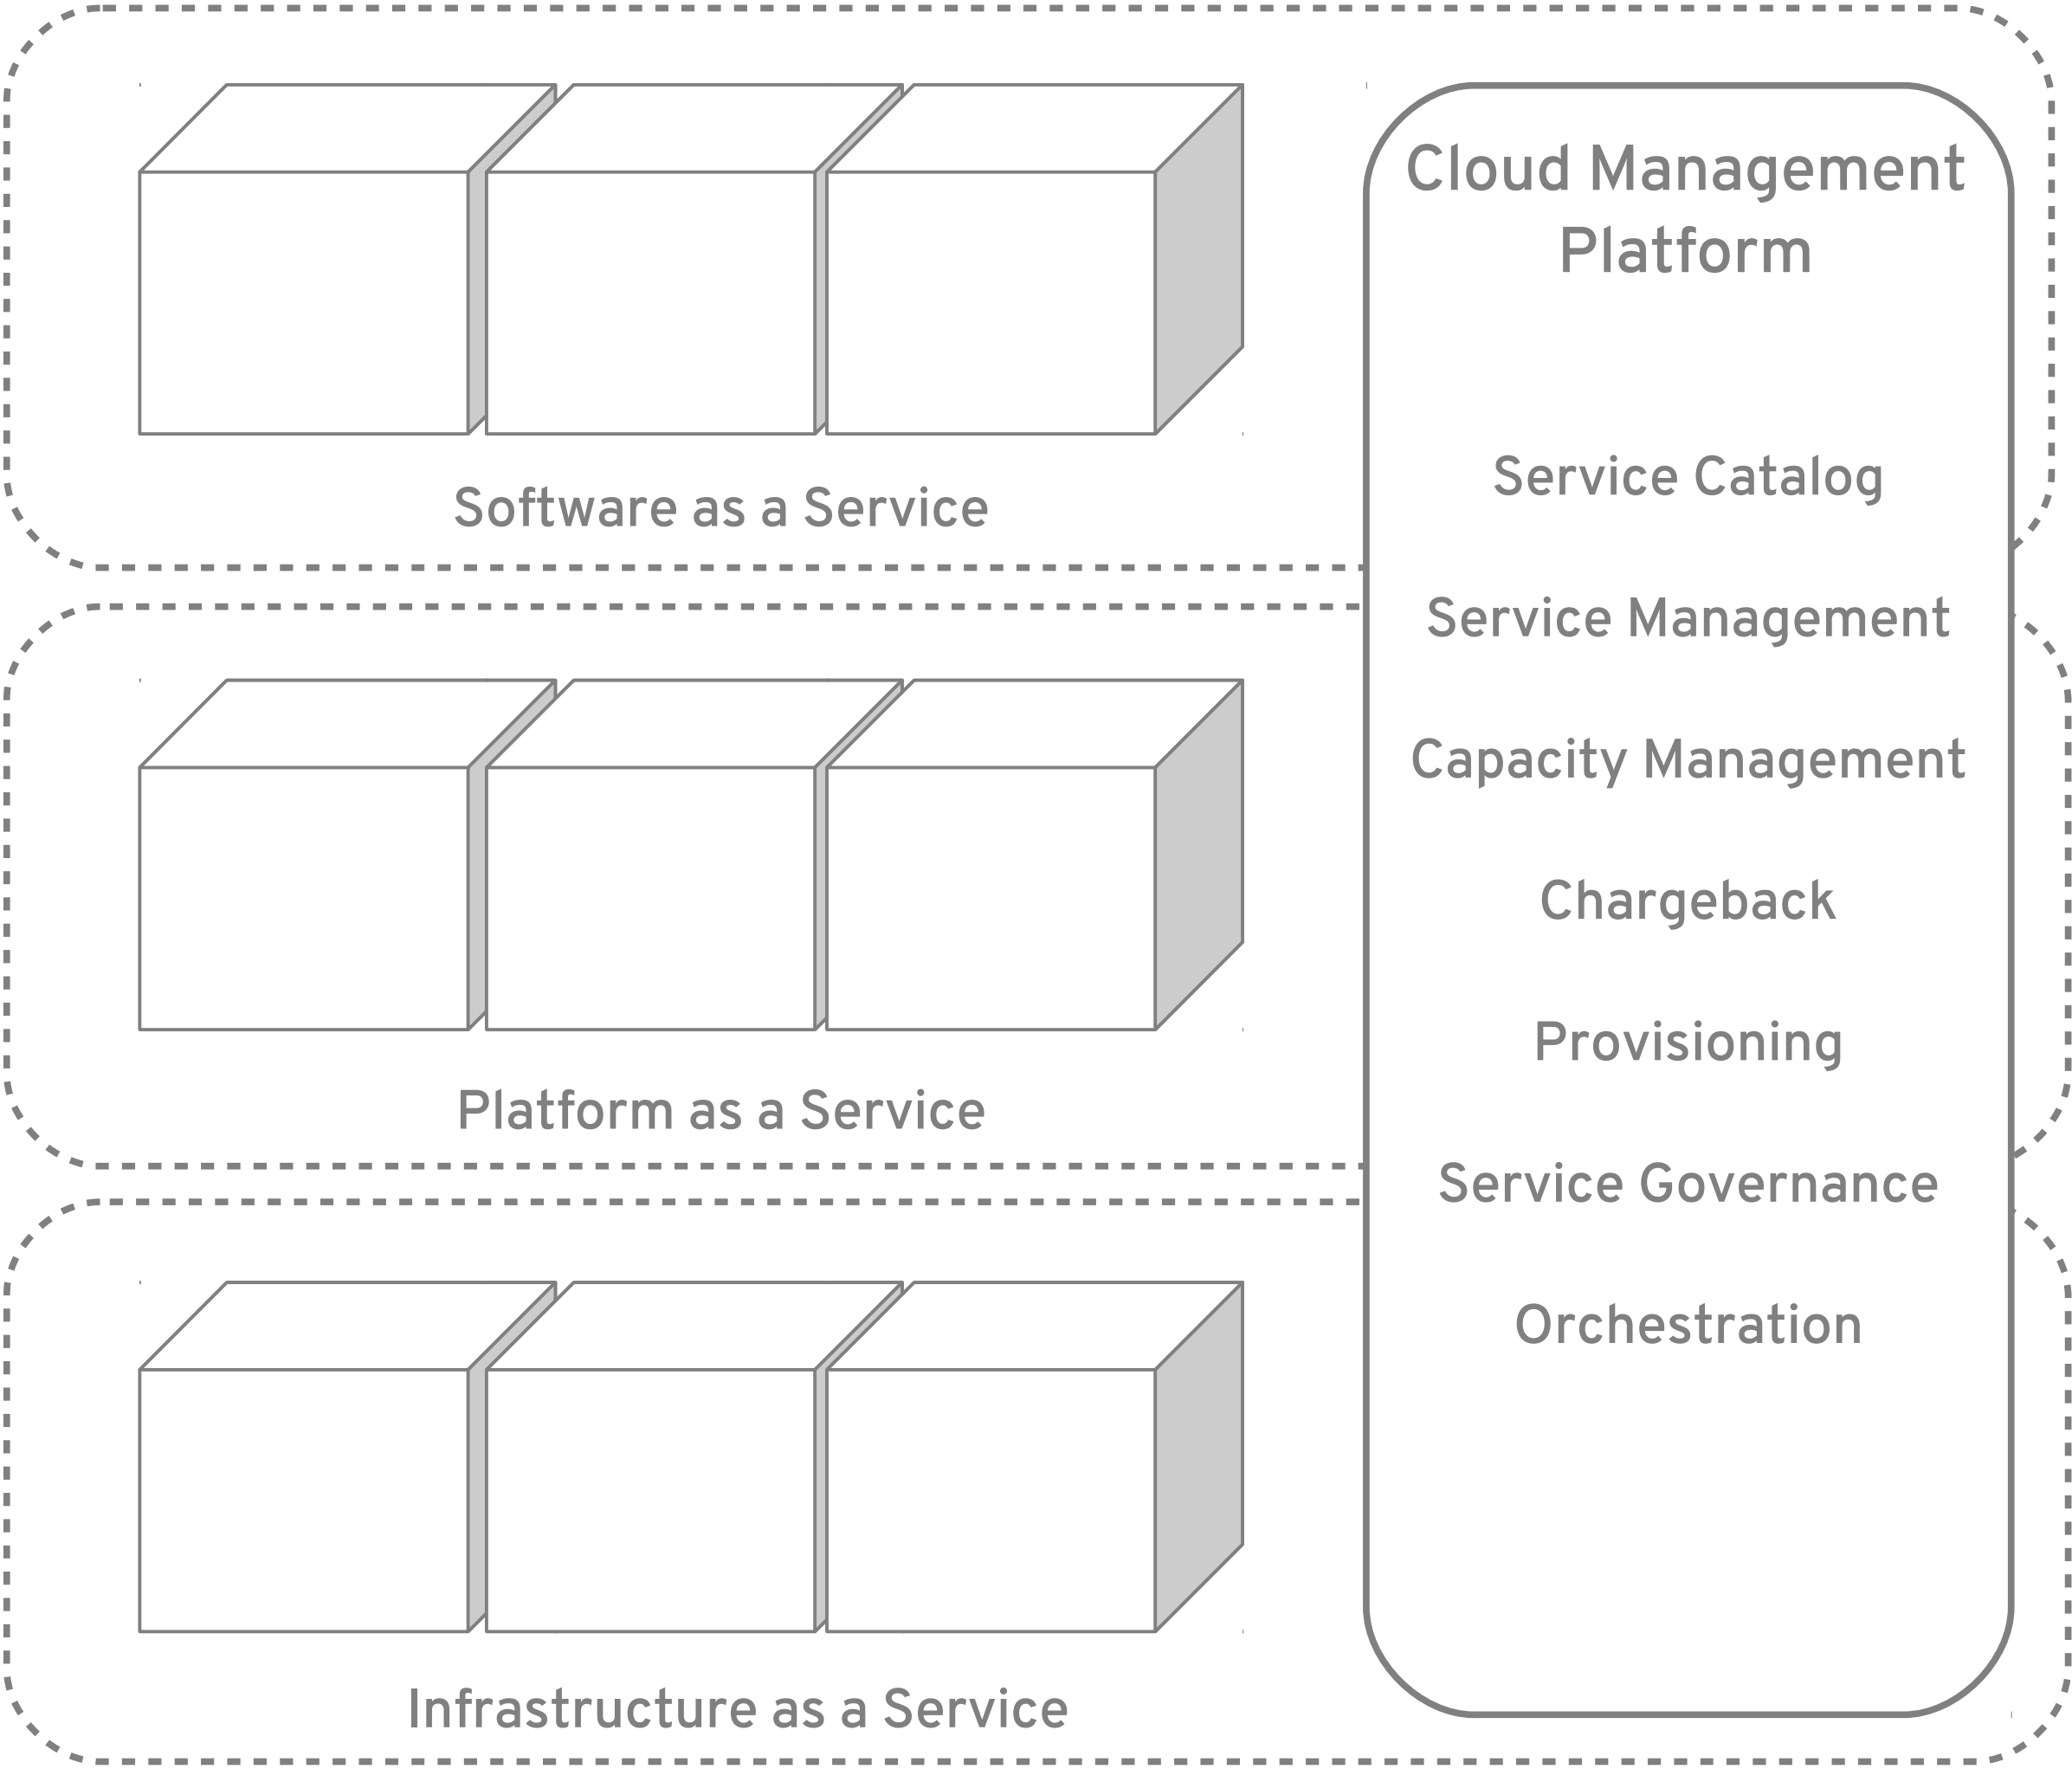 Software as a Service
Platform as a Service
Infrastructure as a Service
Cloud Management
Platform
Service Catalog
Service Management
Capacity Management
Chargeback
Provisioning
Service Governance
Orchestration